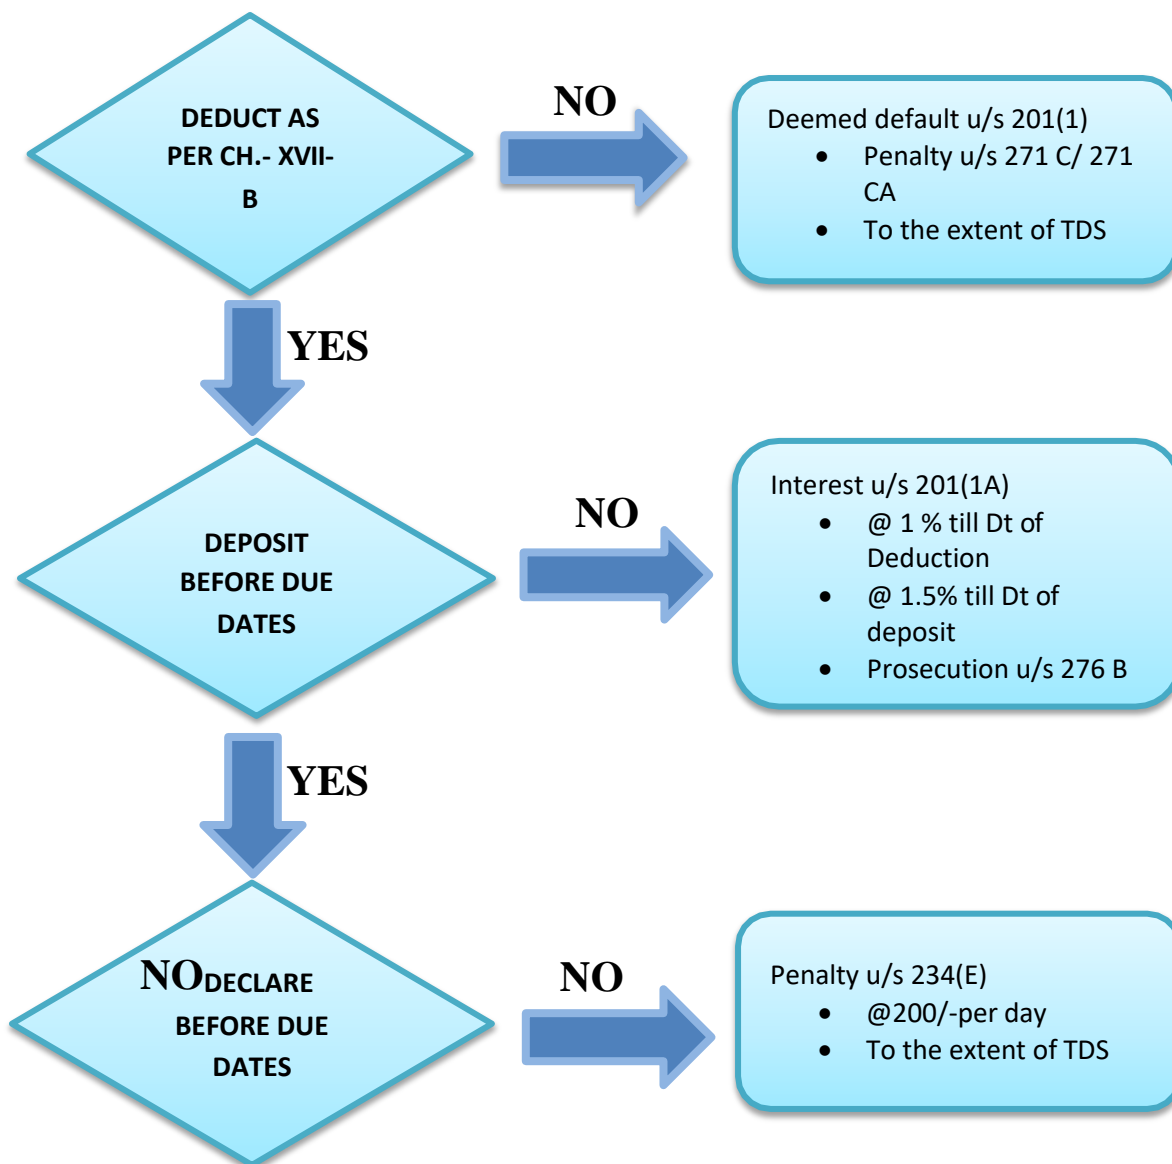 DEDUCT AS
PER CH.- XVII-
B
NO
Deemed default u/s 201(1)
• Penalty u/s 271 C/ 271
CA
• To the extent of TDS
YES
DEPOSIT
BEFORE DUE
DATES
NO
Interest u/s 201(1A)
• @ 1 % till Dt of
Deduction
• @ 1.5% till Dt of
deposit
• Prosecution u/s 276 B
YES
NO DECLARE
BEFORE DUE
DATES
NO
Penalty u/s 234(E)
• @200/-per day
• To the extent of TDS